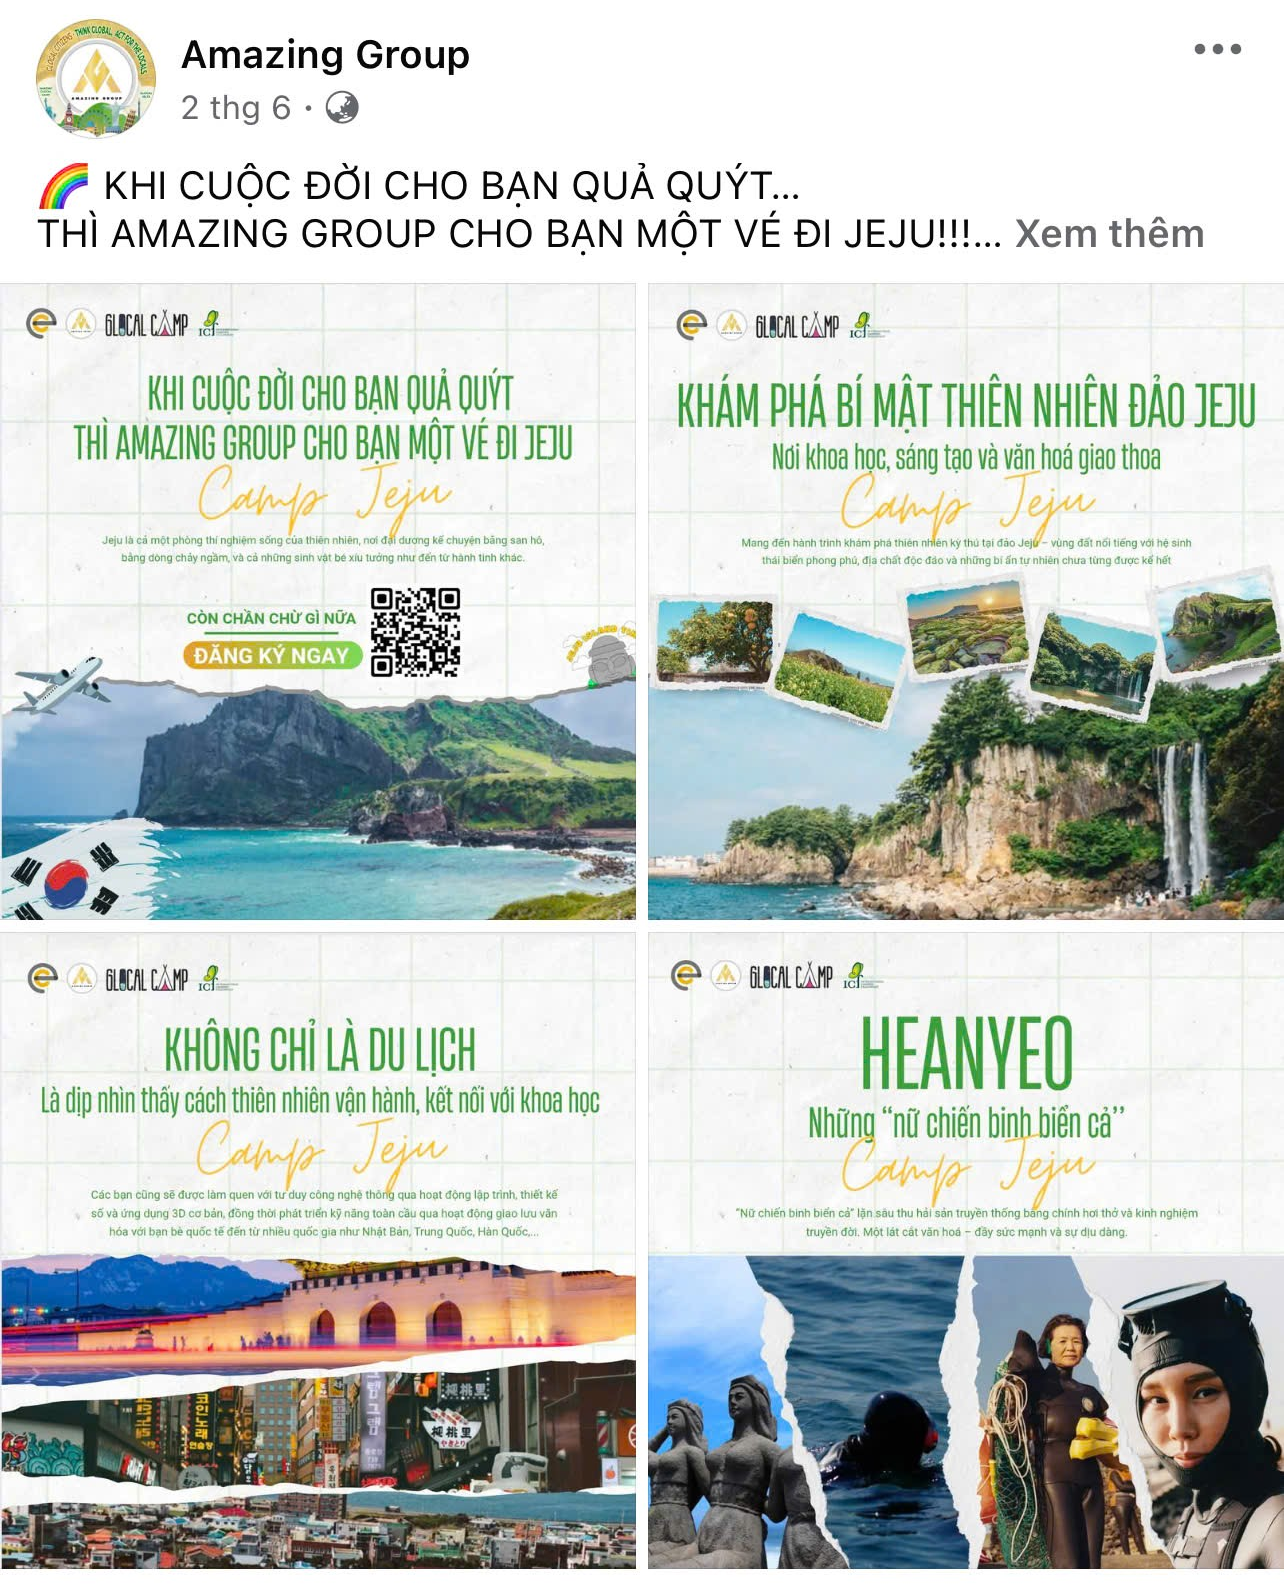 Amazing Group
2 thg 6 ·
KHI CUỘC ĐỜI CHO BẠN QUẢ QUÝT...
THÌ AMAZING GROUP CHO BẠN MỘT VÉ ĐI JEJU!!!... Xem thêm
GLOCAL CAMP ICF
KHI CUỘC ĐỜI CHO BẠN QUẢ QUÝT
THÌ AMAZING GROUP CHO BẠN MỘT VÉ ĐI JEJU
Camp Jeju
Jeju là cả một phòng thí nghiệm sống của thiên nhiên, nơi đại dương kể chuyện bằng san hô,
bằng dòng chảy ngầm, và cả những sinh vật bé xíu tưởng như đến từ hành tinh khác.
CÒN CHẦN CHỪ GÌ NỮA
ĐĂNG KÝ NGAY
GLOCAL CAMP ICF
KHÁM PHÁ BÍ MẬT THIÊN NHIÊN ĐẢO JEJU
Nơi khoa học, sáng tạo và văn hoá giao thoa
Camp Jeju
Mang đến hành trình khám phá thiên nhiên kỳ thú tại đảo Jeju – vùng đất nổi tiếng với hệ sinh
thái biển phong phú, địa chất độc đáo và những bí ẩn tự nhiên chưa từng được kể hết
GLOCAL CAMP ICF
KHÔNG CHỈ LÀ DU LỊCH
Là dịp nhìn thấy cách thiên nhiên vận hành, kết nối với khoa học
Camp Jeju
Các bạn cũng sẽ được làm quen với tư duy công nghệ thông qua hoạt động lập trình, thiết kế
số và ứng dụng 3D cơ bản, đồng thời phát triển kỹ năng toàn cầu qua hoạt động giao lưu văn
hóa với bạn bè quốc tế đến từ nhiều quốc gia như Nhật Bản, Trung Quốc, Hàn Quốc,...
GLOCAL CAMP ICF
HEANYEO
Những “nữ chiến binh biển cả”
Camp Jeju
“Nữ chiến binh biển cả” lặn sâu thu hải sản truyền thống bằng chính hơi thở và kinh nghiệm
truyền đời. Một lát cắt văn hoá – đầy sức mạnh và sự dịu dàng.